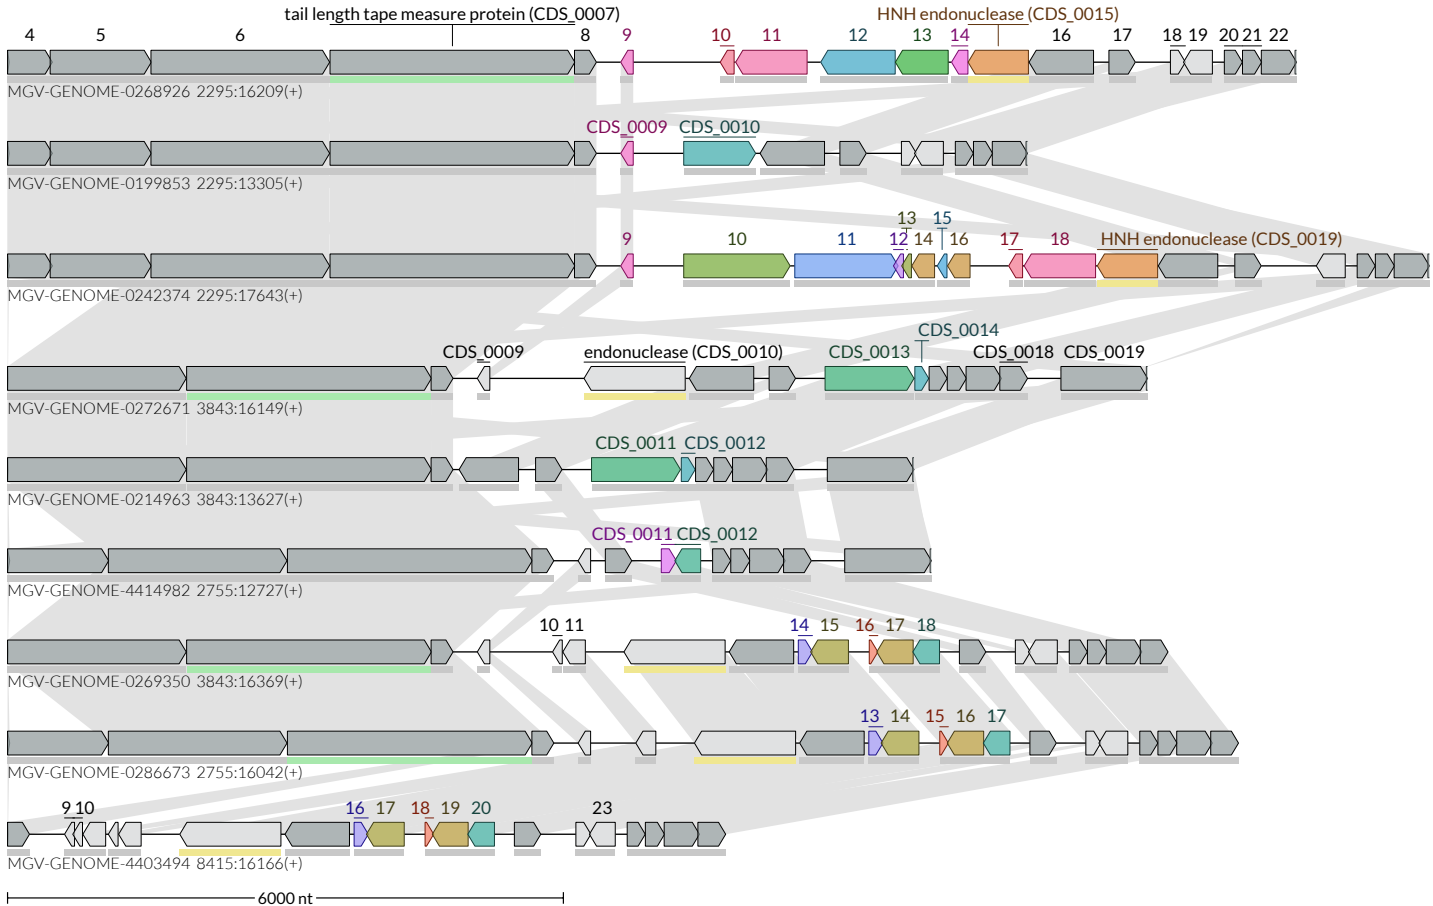 tail length tape measure protein (CDS_0007) HNH endonuclease (CDS_0015)
4 5 6 8 9 10 11 12 13 14 16 17 18 19 20 21 22
MGV-GENOME-0268926 2295:16209(+)
CDS_0009 CDS_0010
MGV-GENOME-0199853 2295:13305(+)
13 15
9 10 11 12 14 16 17 18 HNH endonuclease (CDS_0019)
MGV-GENOME-0242374 2295:17643(+)
CDS_0014
CDS_0009 endonuclease (CDS_0010) CDS_0013 CDS_0018 CDS_0019
MGV-GENOME-0272671 3843:16149(+)
CDS_0011 CDS_0012
MGV-GENOME-0214963 3843:13627(+)
CDS_0011 CDS_0012
MGV-GENOME-4414982 2755:12727(+)
10 11 14 15 16 17 18
MGV-GENOME-0269350 3843:16369(+)
13 14 15 16 17
MGV-GENOME-0286673 2755:16042(+)
9 10 16 17 18 19 20 23
MGV-GENOME-4403494 8415:16166(+)
6000 nt